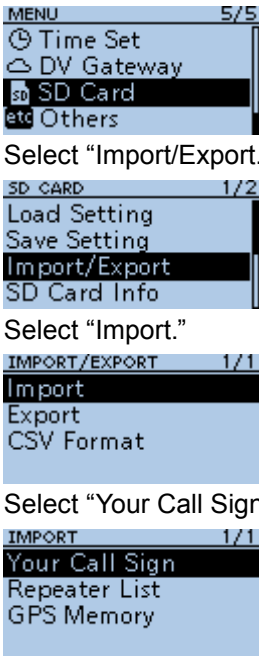 MENU 5/5
Time Set
DV Gateway
SD SD Card
etc Others
Select “Import/Export.
SD CARD 1/2
Load Setting
Save Setting
Import/Export
SD Card Info
Select “Import.”
IMPORT/EXPORT 1/1
Import
Export
CSV Format
Select “Your Call Sign
IMPORT 1/1
Your Call Sign
Repeater List
GPS Memory